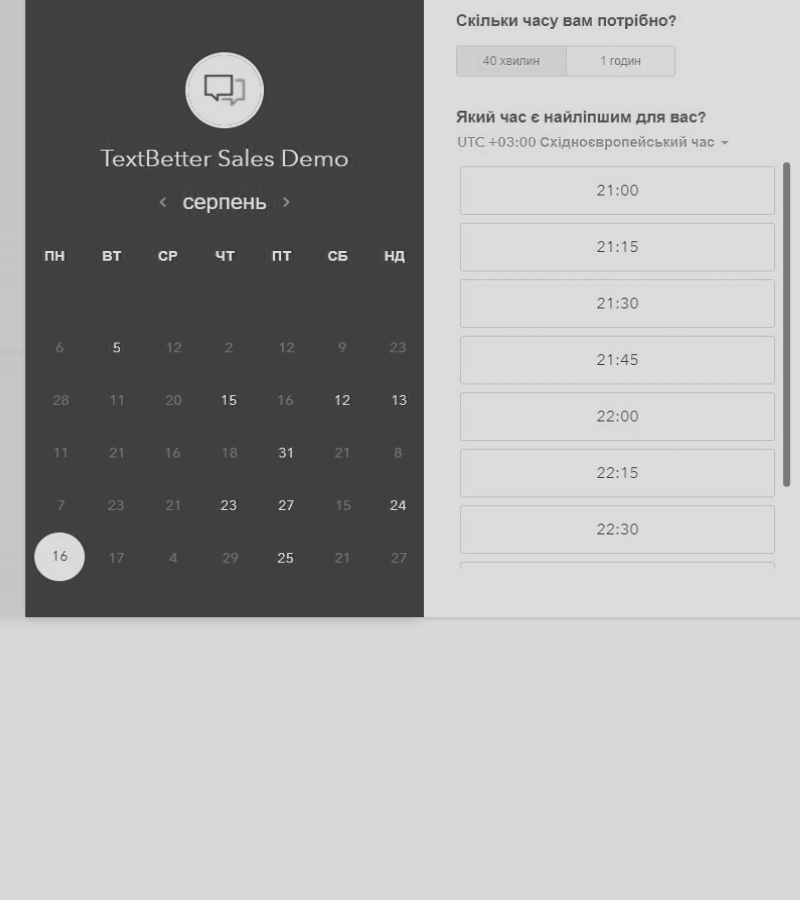 TextBetter Sales Demo
серпень
ПН ВТ СР ЧТ ПТ СБ НД
6 5 12 2 12 9 23
28 11 20 15 16 12 13
11 21 16 18 31 21 8
7 23 21 23 27 15 24
16 17 4 29 25 21 27
Скільки часу вам потрібно?
40 хвилин 1 годин
Який час є найліпшим для вас?
UTC +03:00 Східноєвропейський час
21:00
21:15
21:30
21:45
22:00
22:15
22:30